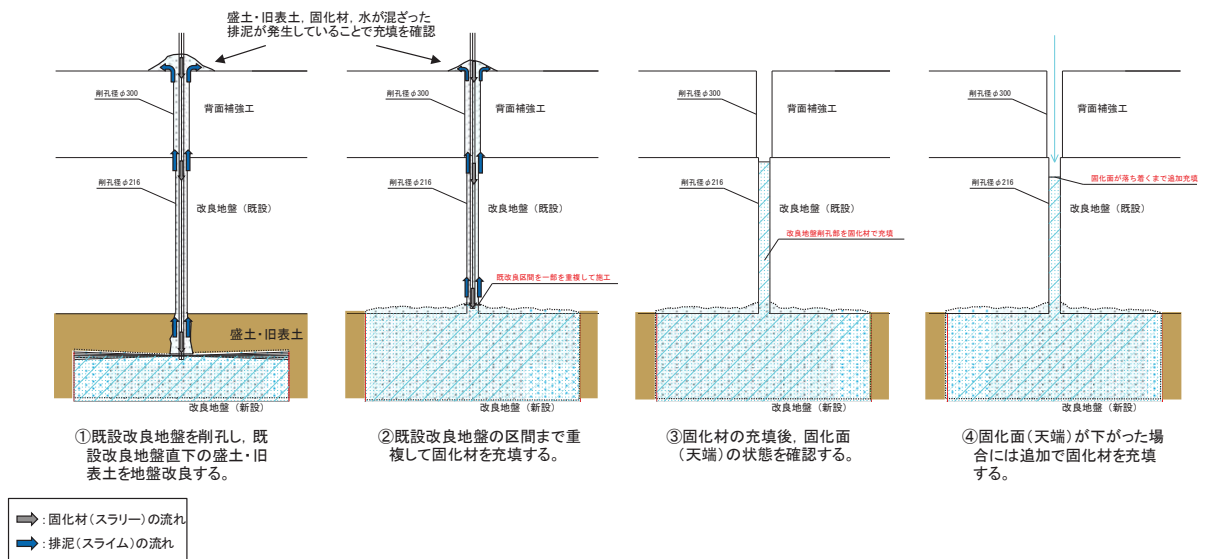 盛土・旧表土，固化材，水が混ざった
排泥が発生していることで充填を確認
削孔径φ300
背面補強工
削孔径φ216
改良地盤（既設）
盛土・旧表土
改良地盤（新設）
①既設改良地盤を削孔し，既
設改良地盤直下の盛土・旧
表土を地盤改良する。
削孔径φ300
背面補強工
削孔径φ216
改良地盤（既設）
既改良区間を一部を重複して施工
改良地盤（新設）
②既設改良地盤の区間まで重
複して固化材を充填する。
削孔径φ300
背面補強工
削孔径φ216
改良地盤（既設）
改良地盤削孔部を固化材で充填
改良地盤（新設）
③固化材の充填後，固化面
（天端）の状態を確認する。
削孔径φ300
背面補強工
固化面が落ち着くまで追加充填
削孔径φ216
改良地盤（既設）
改良地盤（新設）
④固化面（天端）が下がった場
合には追加で固化材を充填
する。
：固化材（スラリー）の流れ
：排泥（スライム）の流れ